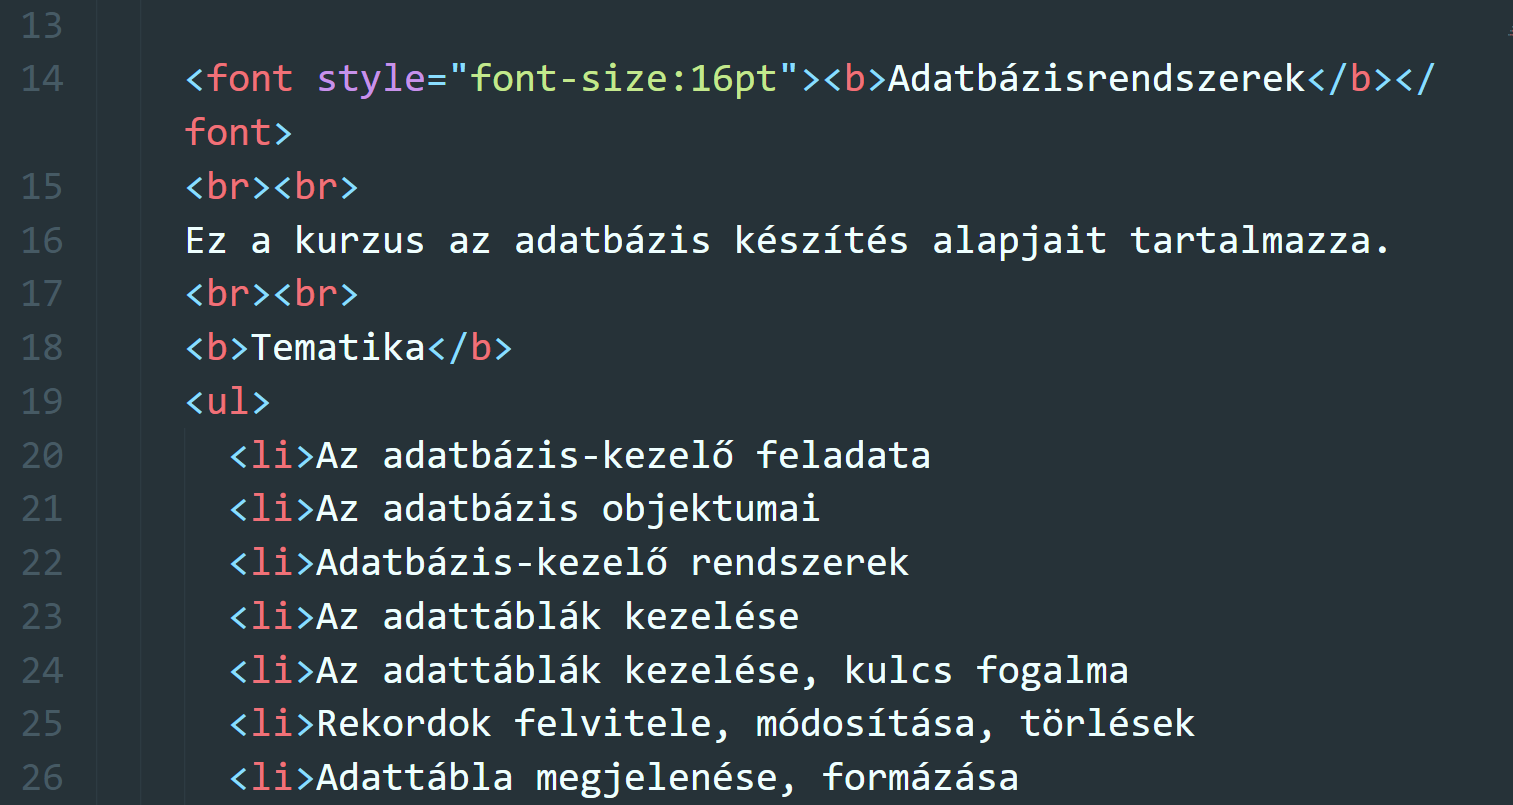 13
14 <font style="font-size:16pt"><b>Adatbázisrendszerek</b></
font>
15 <br><br>
16 Ez a kurzus az adatbázis készítés alapjait tartalmazza.
17 <br><br>
18 <b>Tematika</b>
19 <ul>
20 <li>Az adatbázis-kezelő feladata
21 <li>Az adatbázis objektumai
22 <li>Adatbázis-kezelő rendszerek
23 <li>Az adattáblák kezelése
24 <li>Az adattáblák kezelése, kulcs fogalma
25 <li>Rekordok felvitele, módosítása, törlések
26 <li>Adattábla megjelenése, formázása